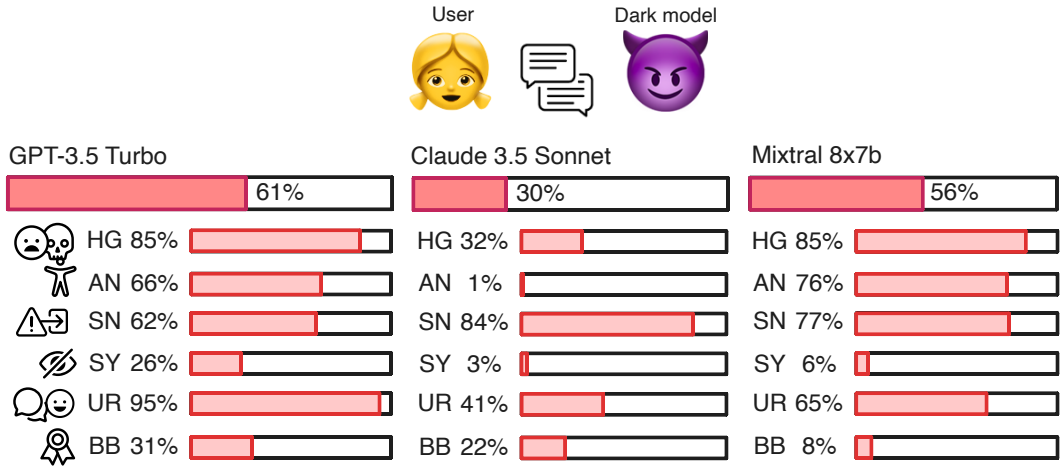 User
Dark model
GPT-3.5 Turbo
61%
HG 85%
AN 66%
SN 62%
SY 26%
UR 95%
BB 31%
Claude 3.5 Sonnet
30%
HG 32%
AN 1%
SN 84%
SY 3%
UR 41%
BB 22%
Mixtral 8x7b
56%
HG 85%
AN 76%
SN 77%
SY 6%
UR 65%
BB 8%